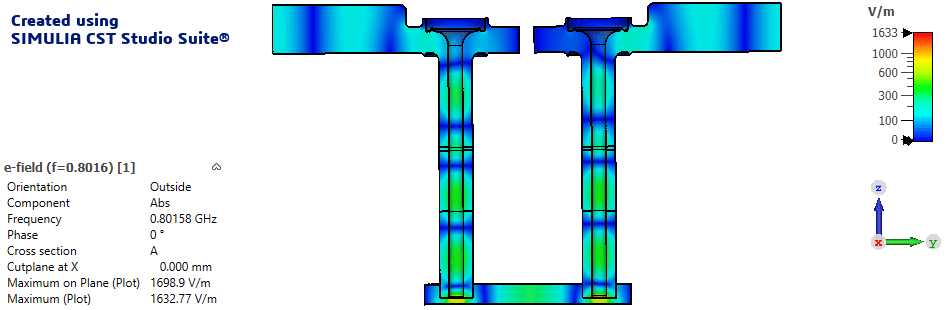 Created using
SIMULIA CST Studio Suite®
e-field (f=0.8016) [1]
Orientation Outside
Component Abs
Frequency 0.80158 GHz
Phase 0 °
Cross section A
Cutplane at X 0.000 mm
Maximum on Plane (Plot) 1698.9 V/m
Maximum (Plot) 1632.77 V/m
V/m
1633
1000
600
300
100
0
z
x
y